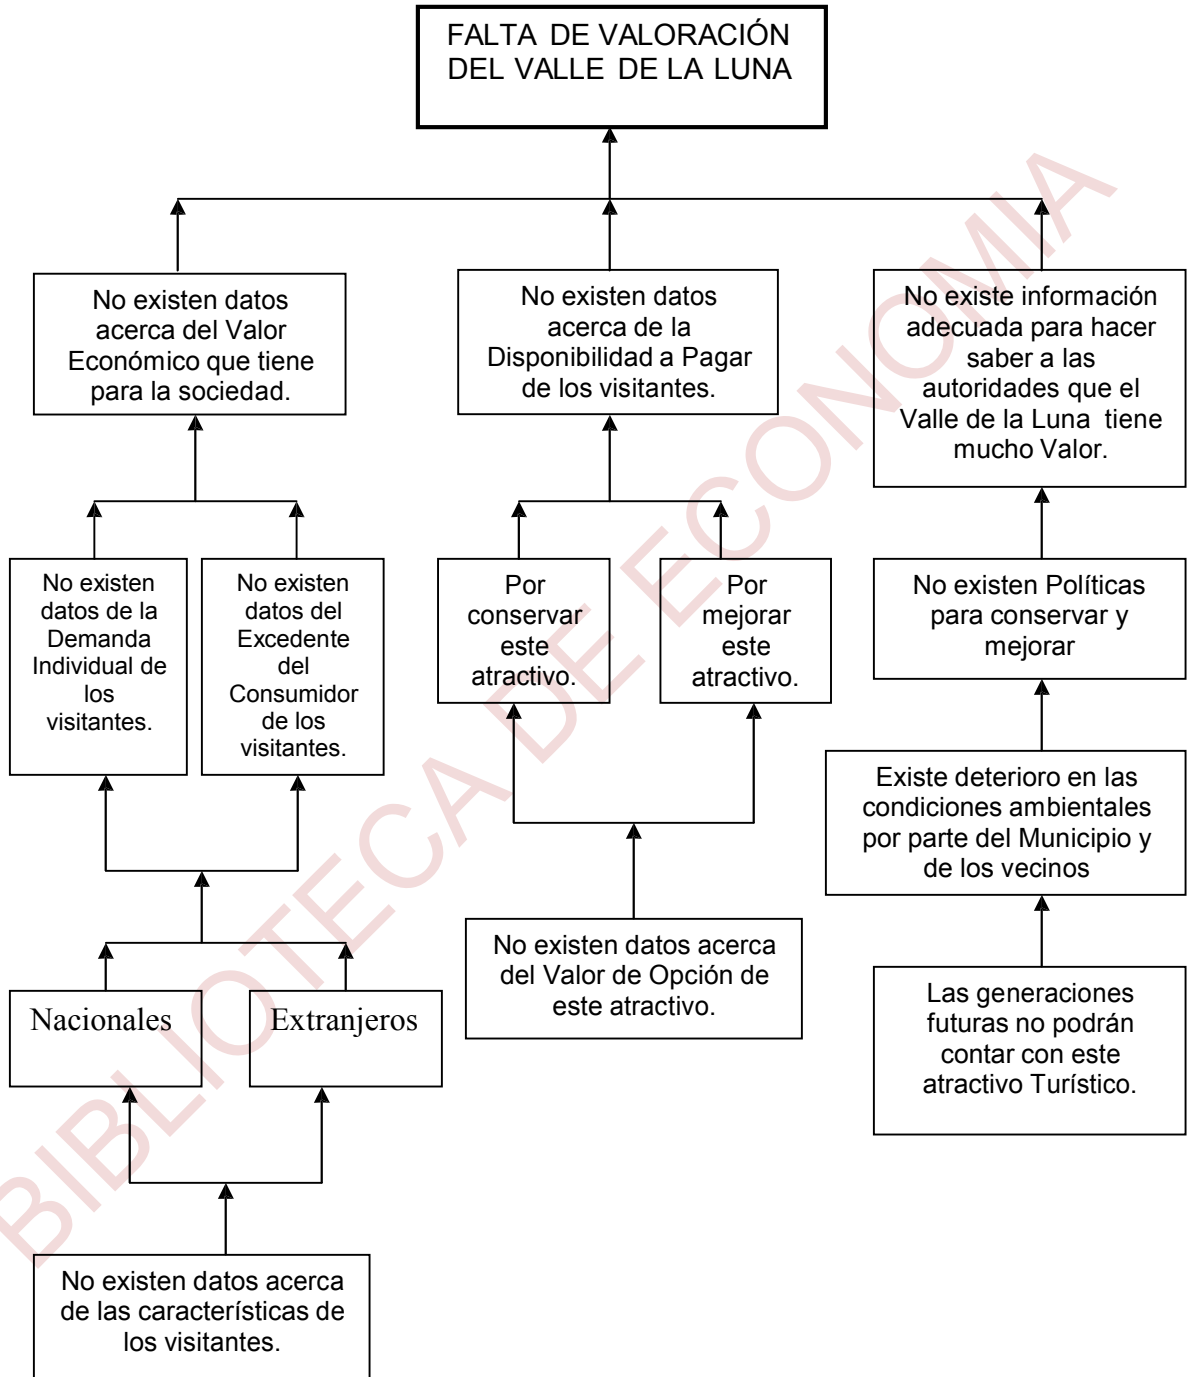 FALTA DE VALORACIÓN
DEL VALLE DE LA LUNA
No existen datos
acerca del Valor
Económico que tiene
para la sociedad.
No existen datos
acerca de la
Disponibilidad a Pagar
de los visitantes.
No existe información
adecuada para hacer
saber a las
autoridades que el
Valle de la Luna tiene
mucho Valor.
No existen
datos de la
Demanda
Individual de
los
visitantes.
No existen
datos del
Excedente
del
Consumidor
de los
visitantes.
Por
conservar
este
atractivo.
Por
mejorar
este
atractivo.
No existen Políticas
para conservar y
mejorar
Existe deterioro en las
condiciones ambientales
por parte del Municipio y
de los vecinos
No existen datos acerca
del Valor de Opción de
este atractivo.
Las generaciones
futuras no podrán
contar con este
atractivo Turístico.
Nacionales
Extranjeros
No existen datos acerca
de las características de
los visitantes.
BIBLIOTECA DE ECONOMIA